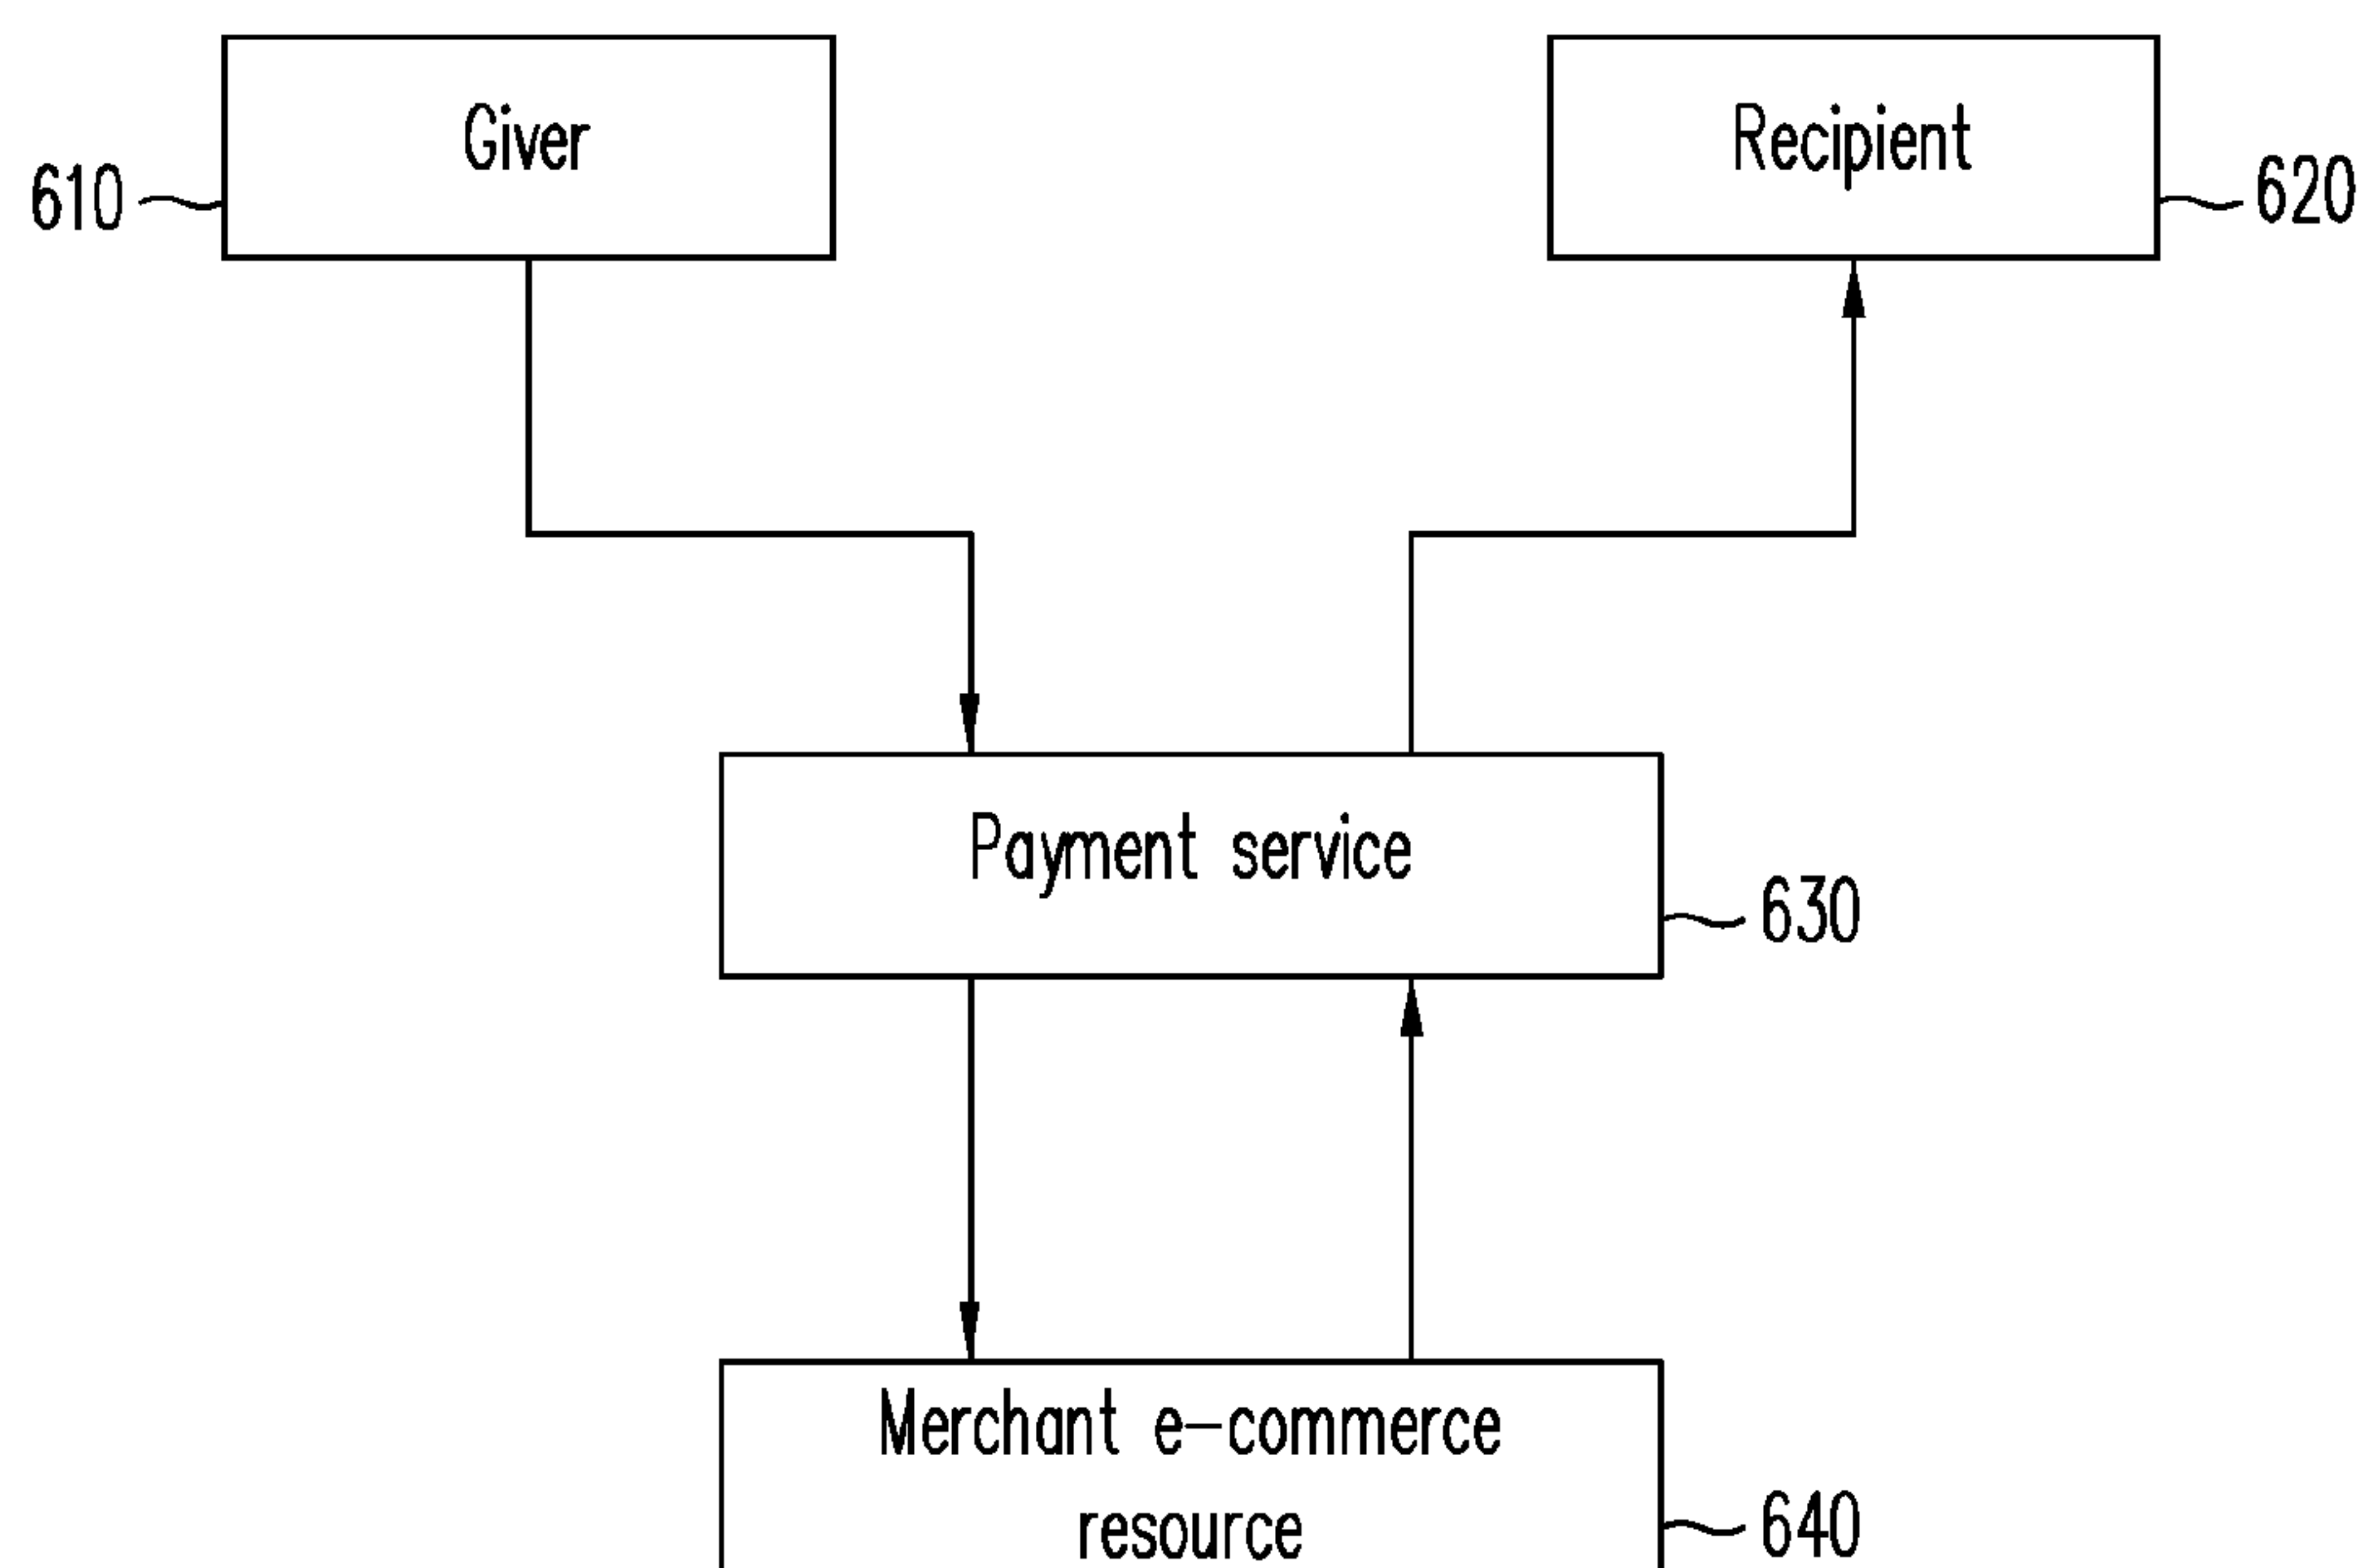 Giver
Recipient
610
620
Payment service
630
Merchant e-commerce
resource
640